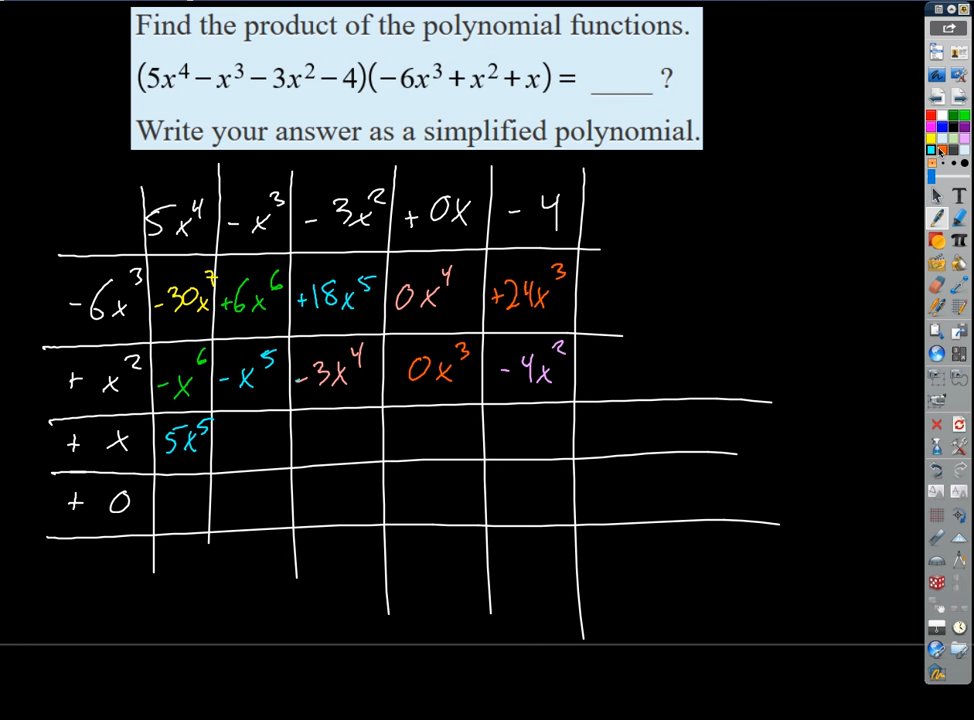 Find the product of the polynomial functions.
(5x⁴ − x³ − 3x² − 4)(−6x³ + x² + x) = ____ ?
Write your answer as a simplified polynomial.
5x⁴ - x³ - 3x² + 0x - 4
-6x³ -30x⁷ +6x⁶ +18x⁵ 0x⁴ +24x³
+ x² -x⁶ -x⁵ -3x⁴ 0x³ -4x²
+ x 5x⁵
+ 0